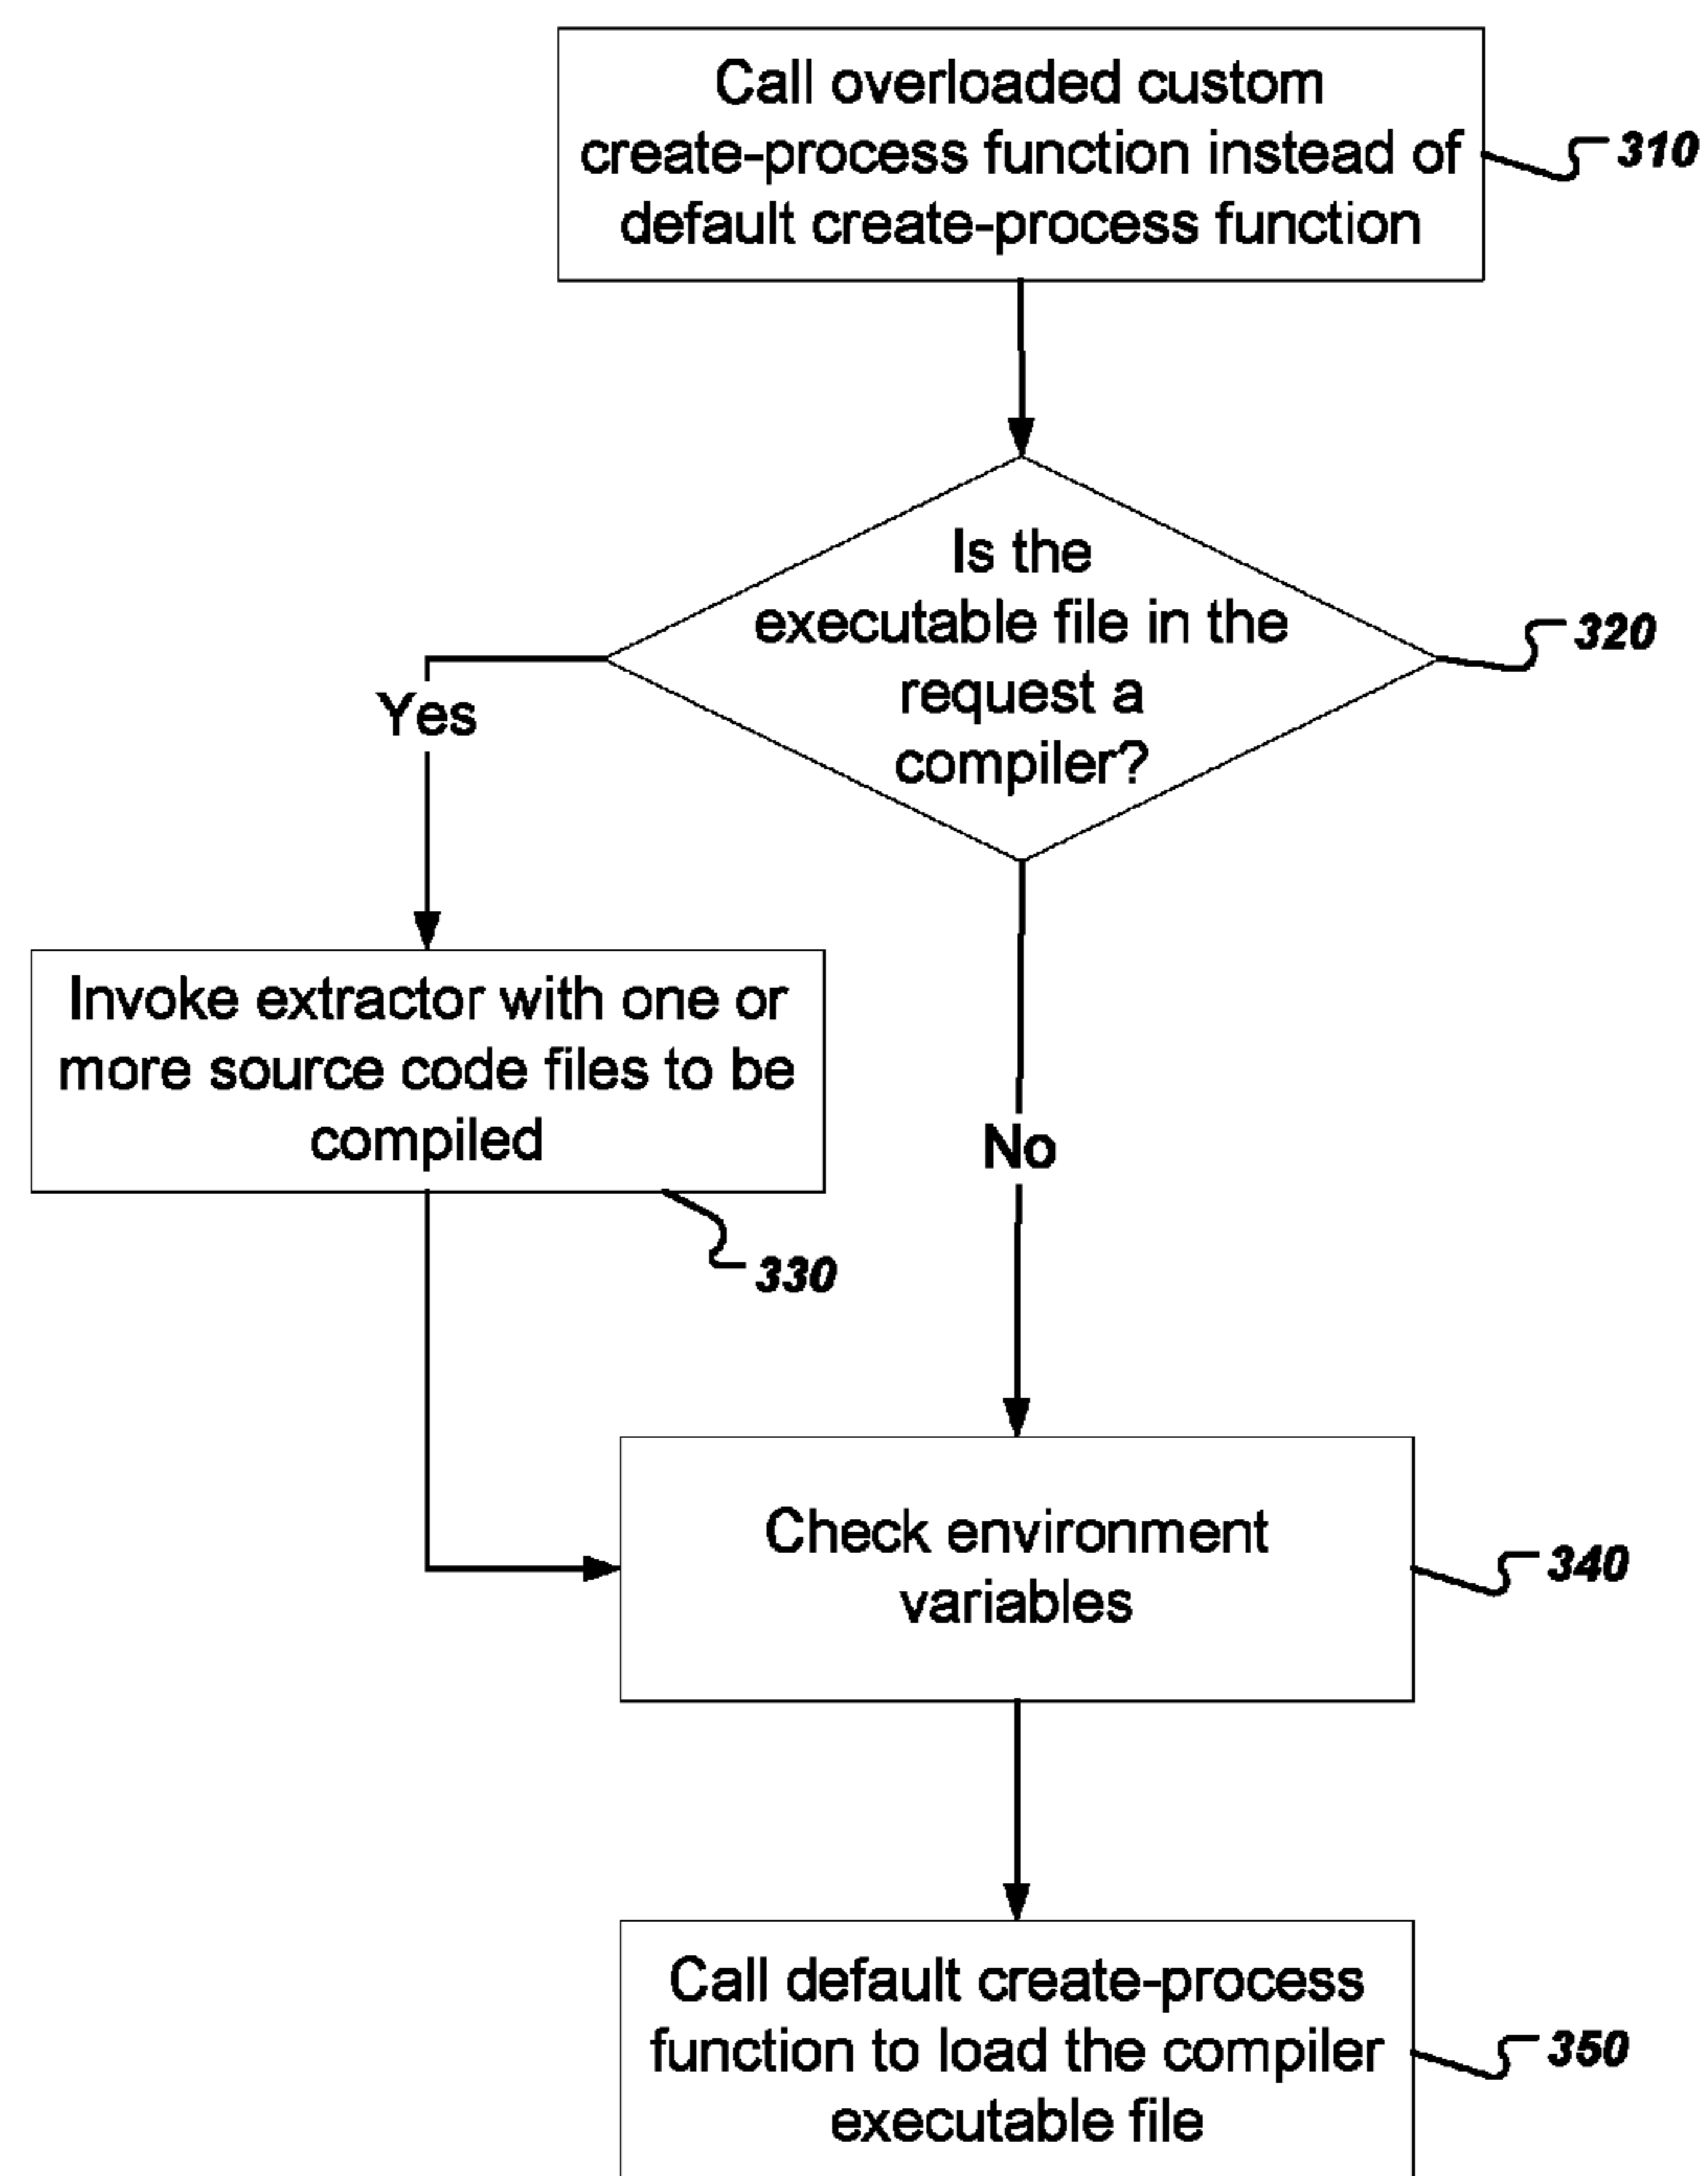 Call overloaded custom
create-process function instead of
default create-process function
310
Is the
executable file in the
request a
compiler?
320
Yes
Invoke extractor with one or
more source code files to be
compiled
330
No
Check environment
variables
340
Call default create-process
function to load the compiler
executable file
350